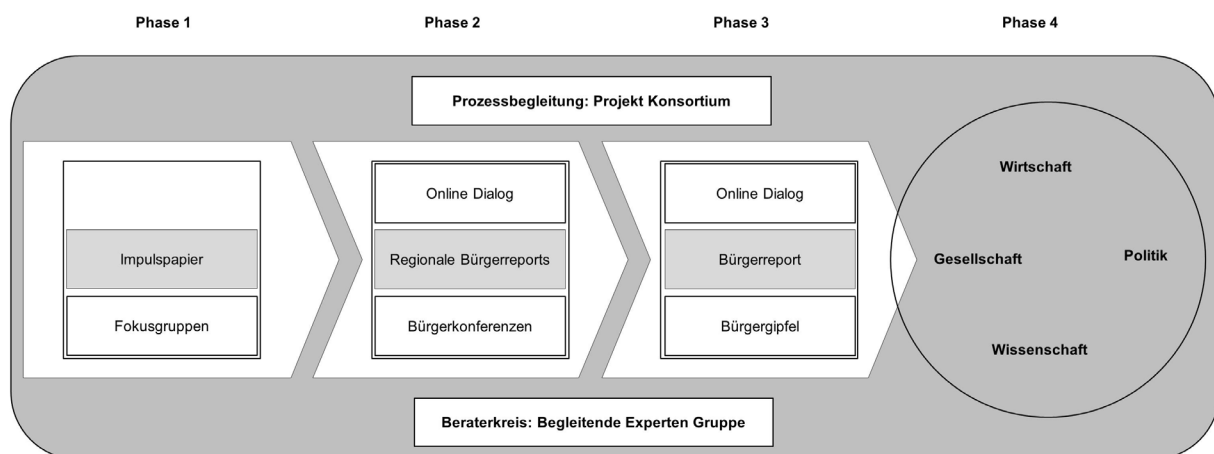 Phase 1
Phase 2
Phase 3
Phase 4
Prozessbegleitung: Projekt Konsortium
Impulspapier
Fokusgruppen
Online Dialog
Regionale Bürgerreports
Bürgerkonferenzen
Online Dialog
Bürgerreport
Bürgergipfel
Wirtschaft
Gesellschaft
Politik
Wissenschaft
Beraterkreis: Begleitende Experten Gruppe